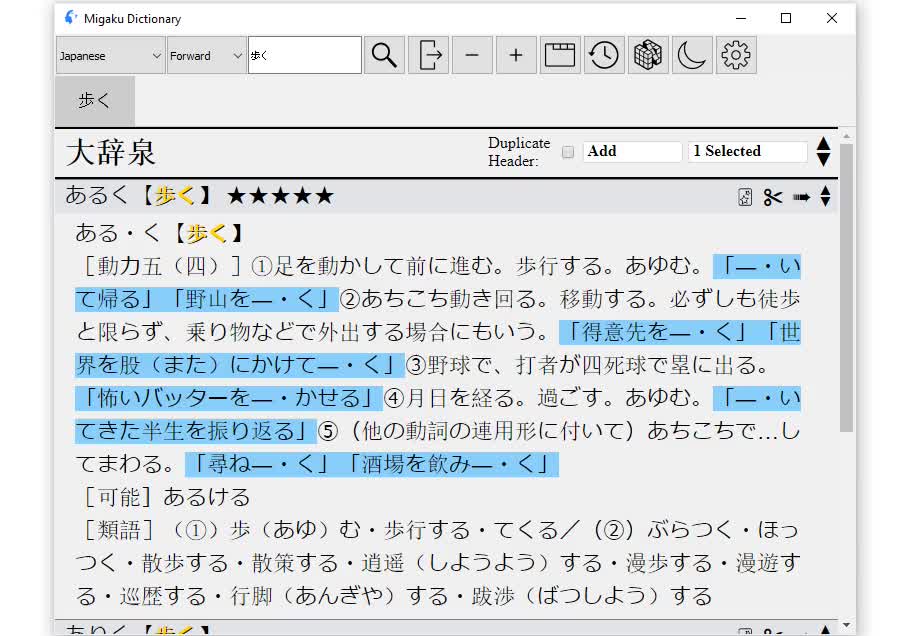 Migaku Dictionary
Japanese Forward 歩く
歩く
大辞泉 Duplicate Header: Add 1 Selected
あるく【歩く】★★★★★
ある・く【歩く】
［動カ五（四）］①足を動かして前に進む。歩行する。あゆむ。「―・い
て帰る」「野山を―・く」②あちこち動き回る。移動する。必ずしも徒歩
と限らず、乗り物などで外出する場合にもいう。「得意先を―・く」「世
界を股（また）にかけて―・く」③野球で、打者が四死球で塁に出る。
「怖いバッターを―・かせる」④月日を経る。過ごす。あゆむ。「―・い
てきた半生を振り返る」⑤（他の動詞の連用形に付いて）あちこちで…し
てまわる。「尋ね―・く」「酒場を飲み―・く」
［可能］あるける
［類語］（①）歩（あゆ）む・歩行する・てくる／（②）ぶらつく・ほっ
つく・散歩する・散策する・逍遥（しようよう）する・漫歩する・漫遊す
る・巡歴する・行脚（あんぎや）する・跋渉（ばつしよう）する
ありく【歩く】